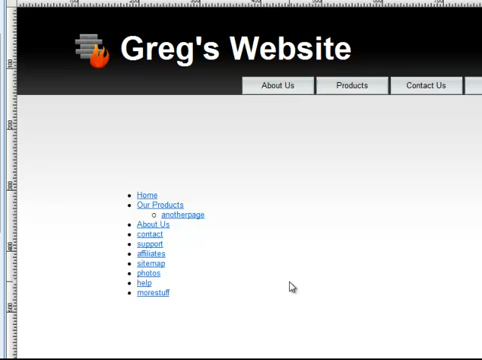 Greg's Website
About Us
Products
Contact Us
Home
Our Products
anotherpage
About Us
contact
support
affiliates
sitemap
photos
help
morestuff